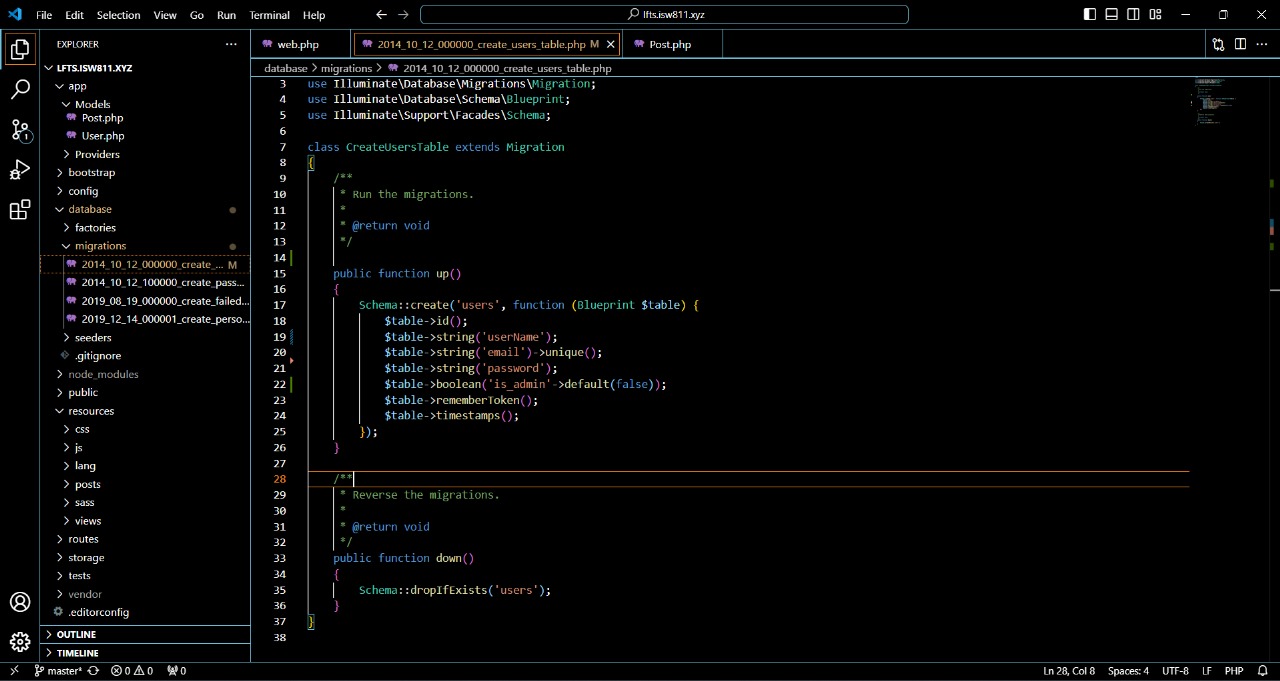 File Edit Selection View Go Run Terminal Help
lfts.isw811.xyz
EXPLORER
LFTS.ISW811.XYZ
app
Models
Post.php
User.php
Providers
bootstrap
config
database
factories
migrations
2014_10_12_000000_create_... M
2014_10_12_100000_create_pass...
2019_08_19_000000_create_failed...
2019_12_14_000001_create_perso...
seeders
.gitignore
node_modules
public
resources
css
js
lang
posts
sass
views
routes
storage
tests
vendor
.editorconfig
OUTLINE
TIMELINE
web.php
2014_10_12_000000_create_users_table.php M
Post.php
database > migrations > 2014_10_12_000000_create_users_table.php
3 use Illuminate\Database\Migrations\Migration;
4 use Illuminate\Database\Schema\Blueprint;
5 use Illuminate\Support\Facades\Schema;
6
7 class CreateUsersTable extends Migration
8 {
9 /**
10 * Run the migrations.
11 *
12 * @return void
13 */
14
15 public function up()
16 {
17 Schema::create('users', function (Blueprint $table) {
18 $table->id();
19 $table->string('userName');
20 $table->string('email')->unique();
21 $table->string('password');
22 $table->boolean('is_admin'->default(false));
23 $table->rememberToken();
24 $table->timestamps();
25 });
26 }
27
28 /**
29 * Reverse the migrations.
30 *
31 * @return void
32 */
33 public function down()
34 {
35 Schema::dropIfExists('users');
36 }
37 }
38
1
master* 0 0 0
Ln 28, Col 8 Spaces: 4 UTF-8 LF PHP